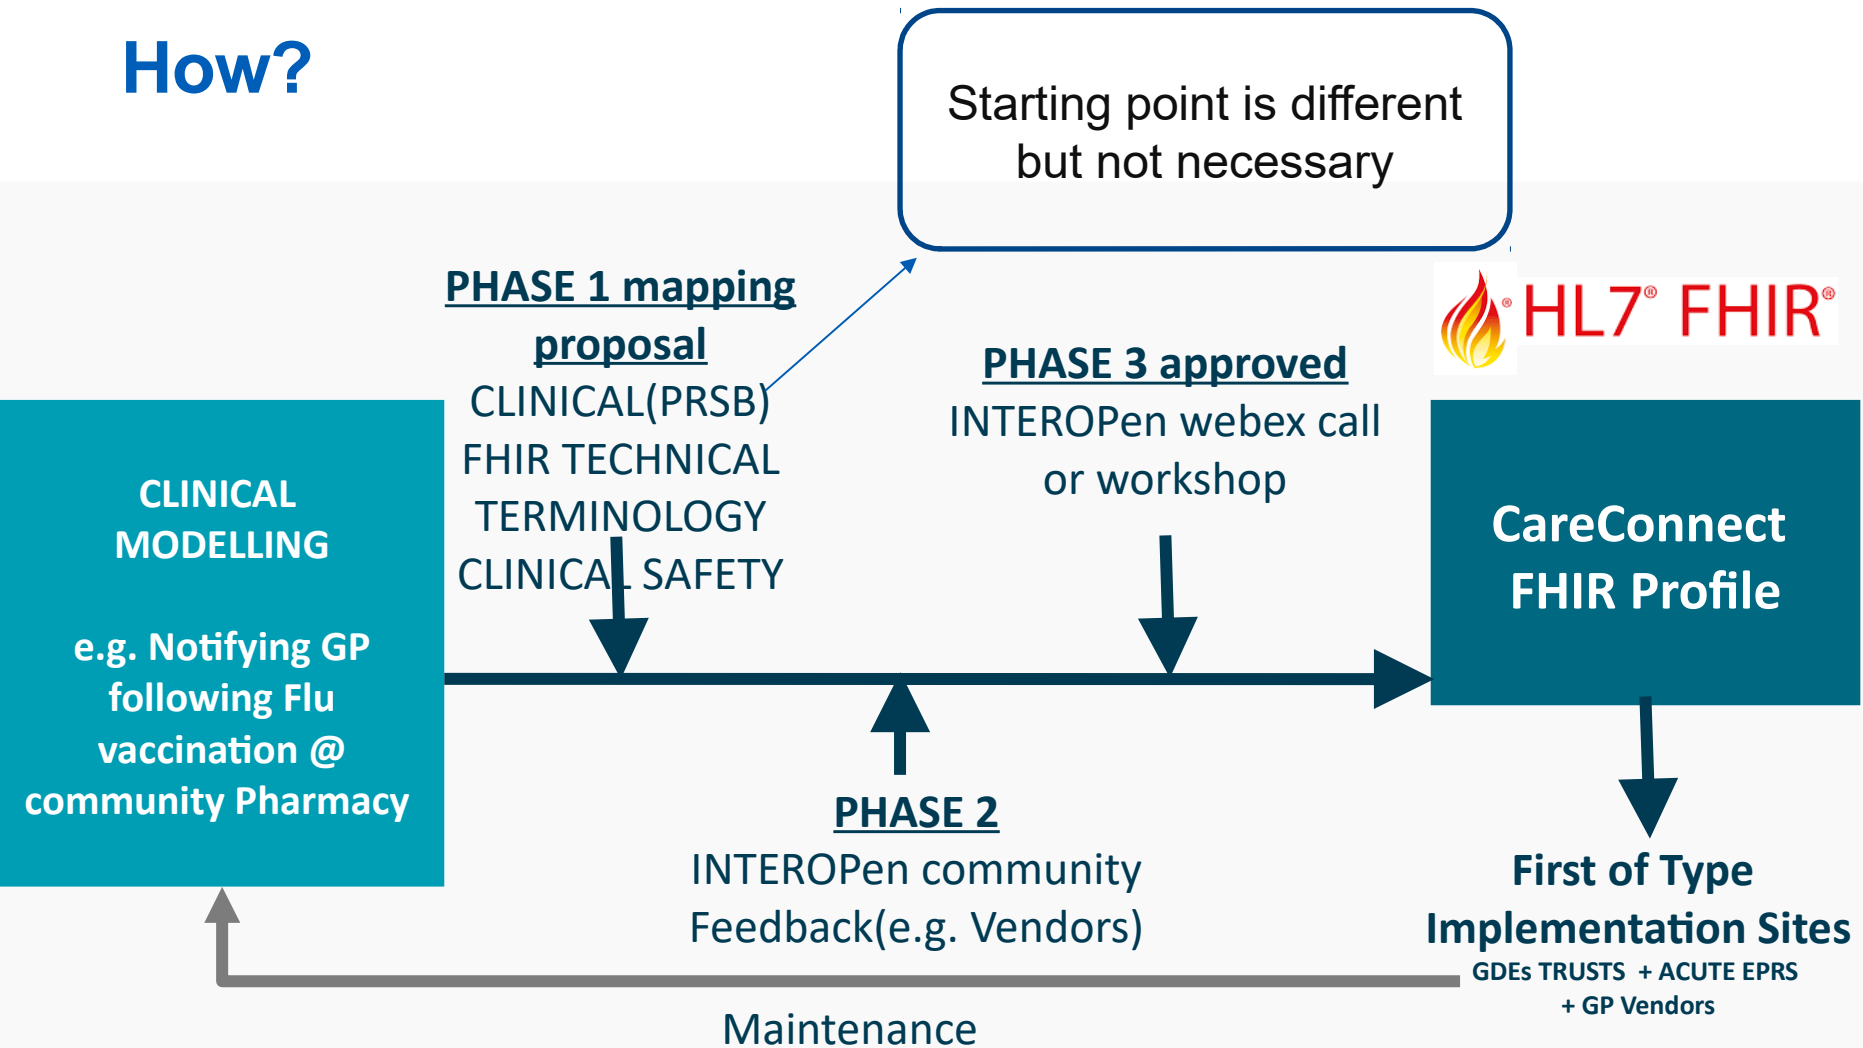 How?
Starting point is different
but not necessary
PHASE 1 mapping
proposal
CLINICAL(PRSB)
FHIR TECHNICAL
TERMINOLOGY
CLINICAL SAFETY
PHASE 3 approved
INTEROPen webex call
or workshop
® HL7® FHIR®
CLINICAL
MODELLING
e.g. Notifying GP
following Flu
vaccination @
community Pharmacy
CareConnect
FHIR Profile
PHASE 2
INTEROPen community
Feedback(e.g. Vendors)
First of Type
Implementation Sites
GDEs TRUSTS + ACUTE EPRS
+ GP Vendors
Maintenance